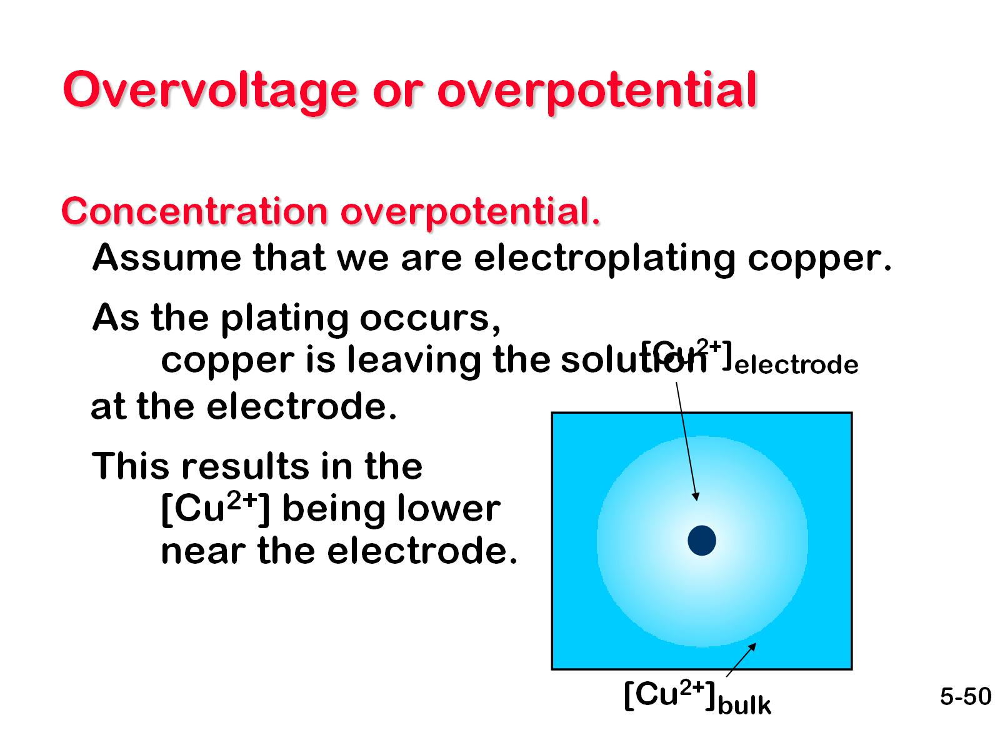 Overvoltage or overpotential
Concentration overpotential.
Assume that we are electroplating copper.
As the plating occurs,
copper is leaving the solution
[Cu²⁺]electrode
at the electrode.
This results in the
[Cu²⁺] being lower
near the electrode.
[Cu²⁺]bulk
5-50